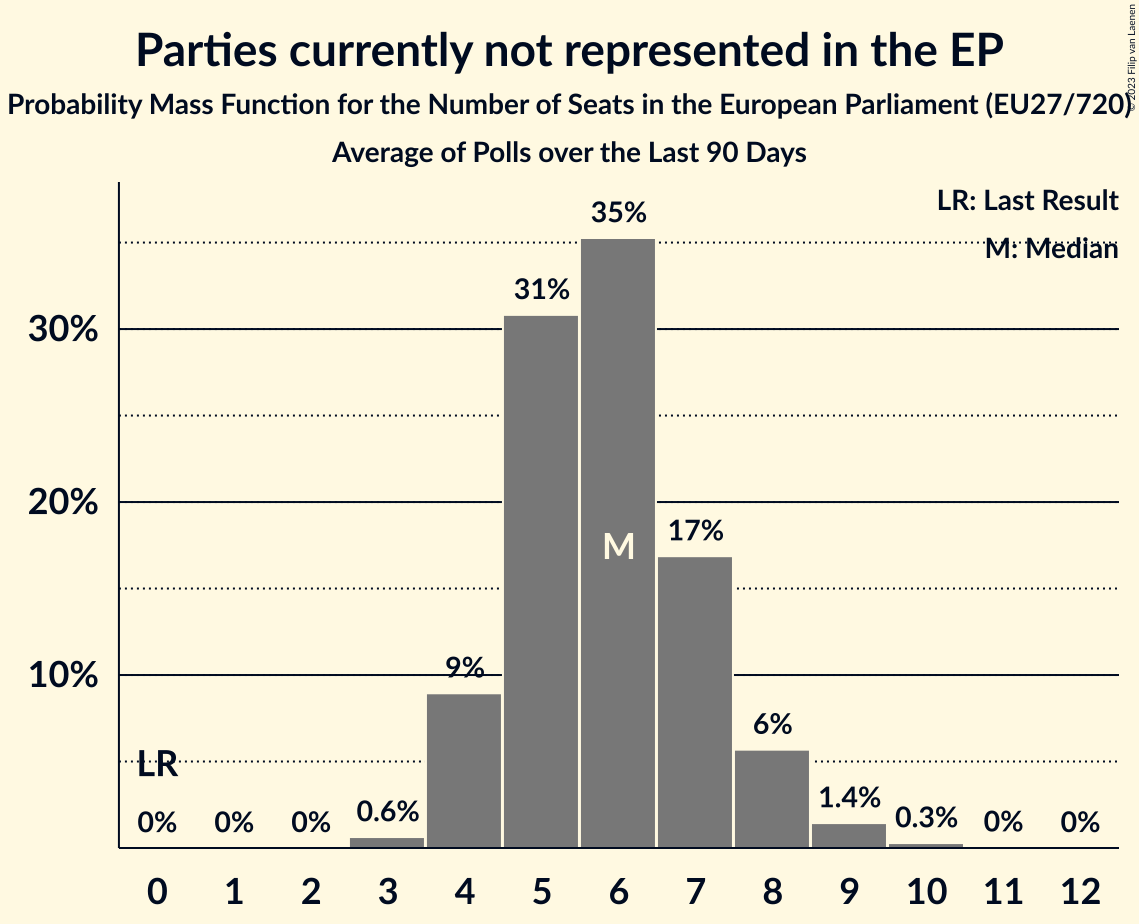 Parties currently not represented in the EP
Probability Mass Function for the Number of Seats in the European Parliament (EU27/720)
Average of Polls over the Last 90 Days
© 2023 Filip van Laenen
LR: Last Result
M: Median
35%
31%
30%
20%
17%
M
10%
9%
6%
LR
0%
0%
0%
0.6%
1.4%
0.3%
0%
0%
0 1 2 3 4 5 6 7 8 9 10 11 12